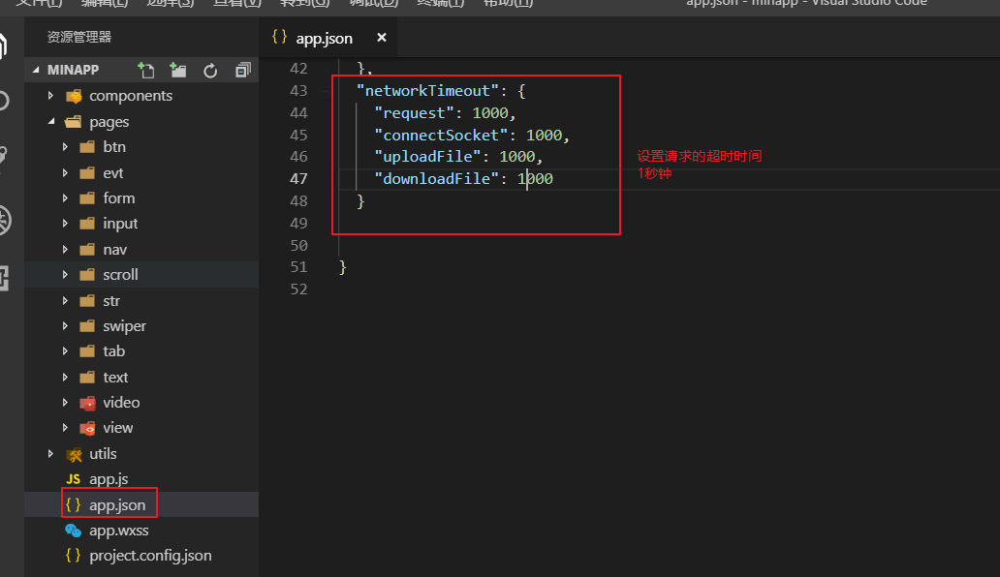 文件(F) 编辑(E) 选择(S) 查看(V) 转到(G) 调试(D) 终端(T) 帮助(H) app.json - minapp - Visual Studio Code
资源管理器
{ } app.json ×
MINAPP
components
pages
btn
evt
form
input
nav
scroll
str
swiper
tab
text
video
view
utils
JS app.js
{ } app.json
app.wxss
{ } project.config.json
42 },
43 "networkTimeout": {
44 "request": 1000,
45 "connectSocket": 1000,
46 "uploadFile": 1000,
47 "downloadFile": 1000
48 }
49
50
51 }
52
设置请求的超时时间
1秒钟